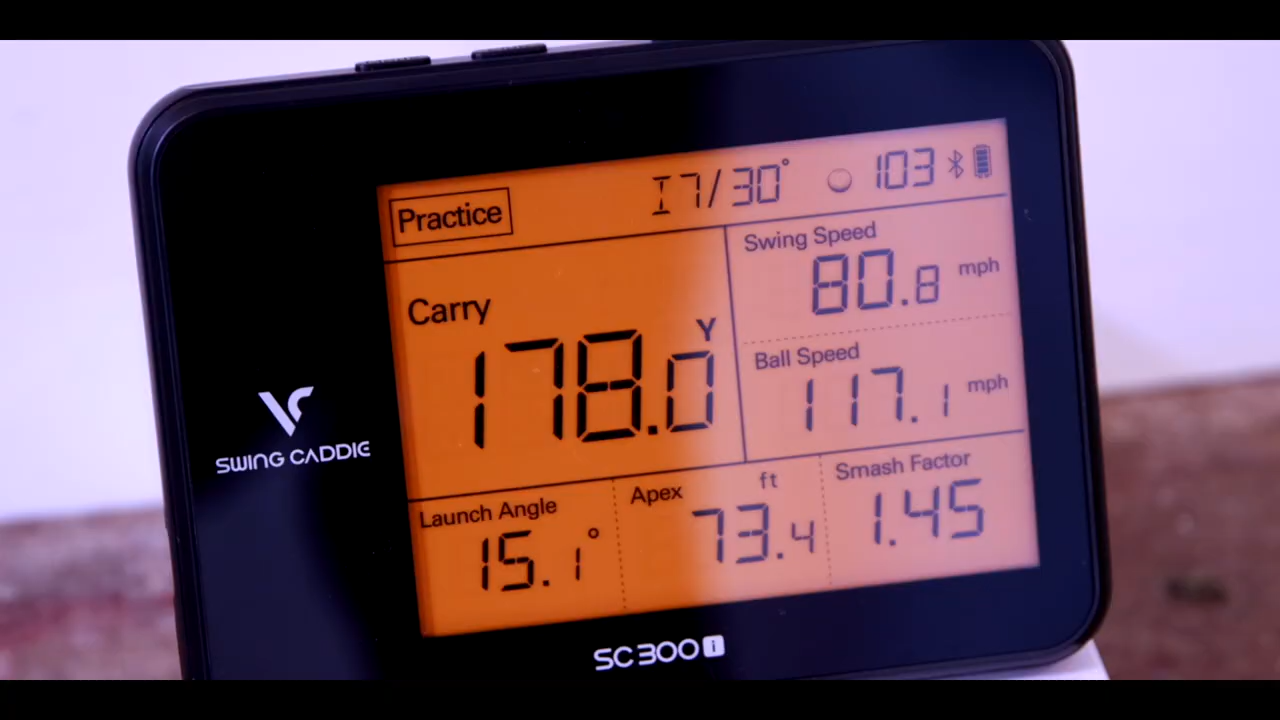 Practice I7/30° 103
Carry
178.0 Y
Swing Speed
80.8 mph
Ball Speed
117.1 mph
Launch Angle
15.1°
Apex ft
73.4
Smash Factor
1.45
SWING CADDIE
SC300i